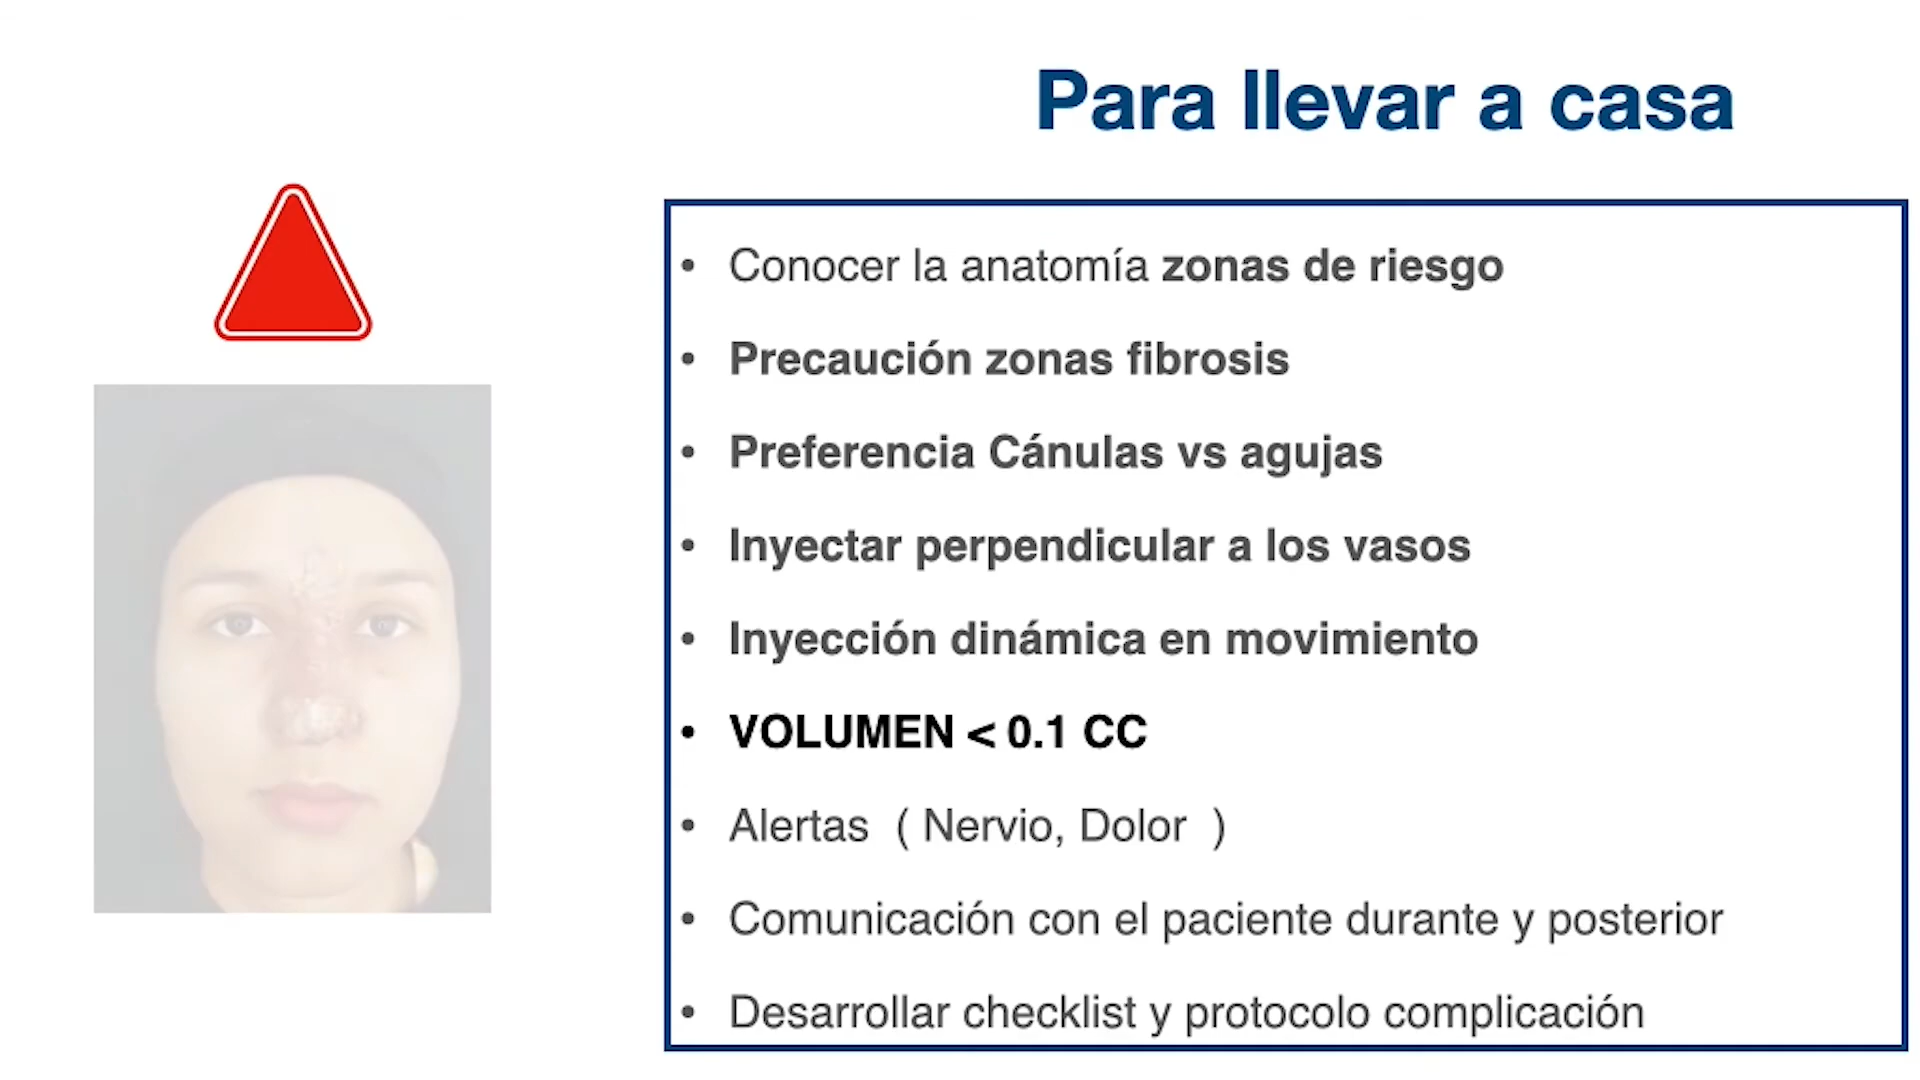 Para llevar a casa
• Conocer la anatomía zonas de riesgo
• Precaución zonas fibrosis
• Preferencia Cánulas vs agujas
• Inyectar perpendicular a los vasos
• Inyección dinámica en movimiento
• VOLUMEN < 0.1 CC
• Alertas ( Nervio, Dolor )
• Comunicación con el paciente durante y posterior
• Desarrollar checklist y protocolo complicación